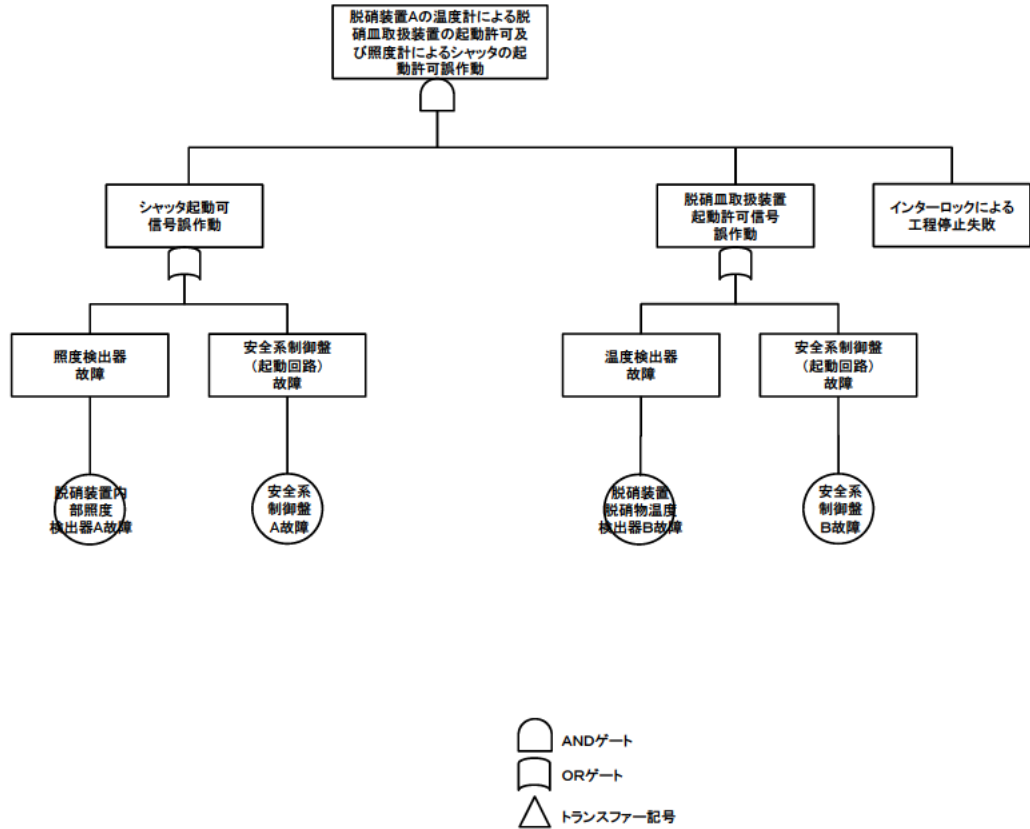 脱硝装置Aの温度計による脱
硝皿取扱装置の起動許可及
び照度計によるシャッタの起
動許可誤作動
シャッタ起動可
信号誤作動
脱硝皿取扱装置
起動許可信号
誤作動
インターロックによる
工程停止失敗
照度検出器
故障
安全系制御盤
（起動回路）
故障
温度検出器
故障
安全系制御盤
（起動回路）
故障
脱硝装置内
部照度
検出器A故障
安全系
制御盤
A故障
脱硝装置
脱硝物温度
検出器B故障
安全系
制御盤
B故障
ANDゲート
ORゲート
トランスファー記号